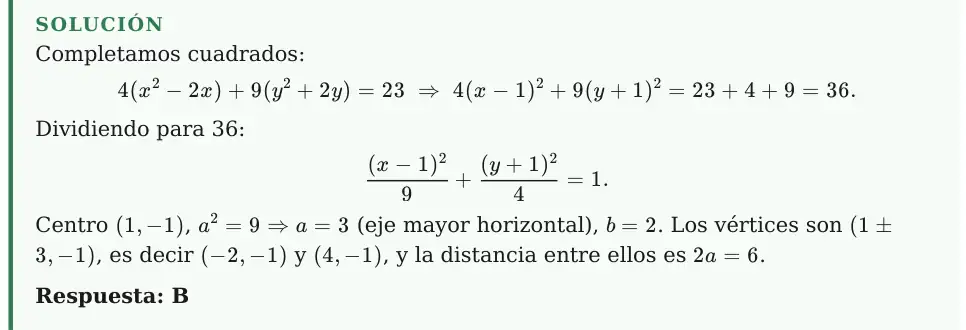 SOLUCIÓN
Completamos cuadrados:
4(x² − 2x) + 9(y² + 2y) = 23 ⇒ 4(x − 1)² + 9(y + 1)² = 23 + 4 + 9 = 36.
Dividiendo para 36:
(x − 1)²/9 + (y + 1)²/4 = 1.
Centro (1, −1), a² = 9 ⇒ a = 3 (eje mayor horizontal), b = 2. Los vértices son (1 ±
3, −1), es decir (−2, −1) y (4, −1), y la distancia entre ellos es 2a = 6.
Respuesta: B